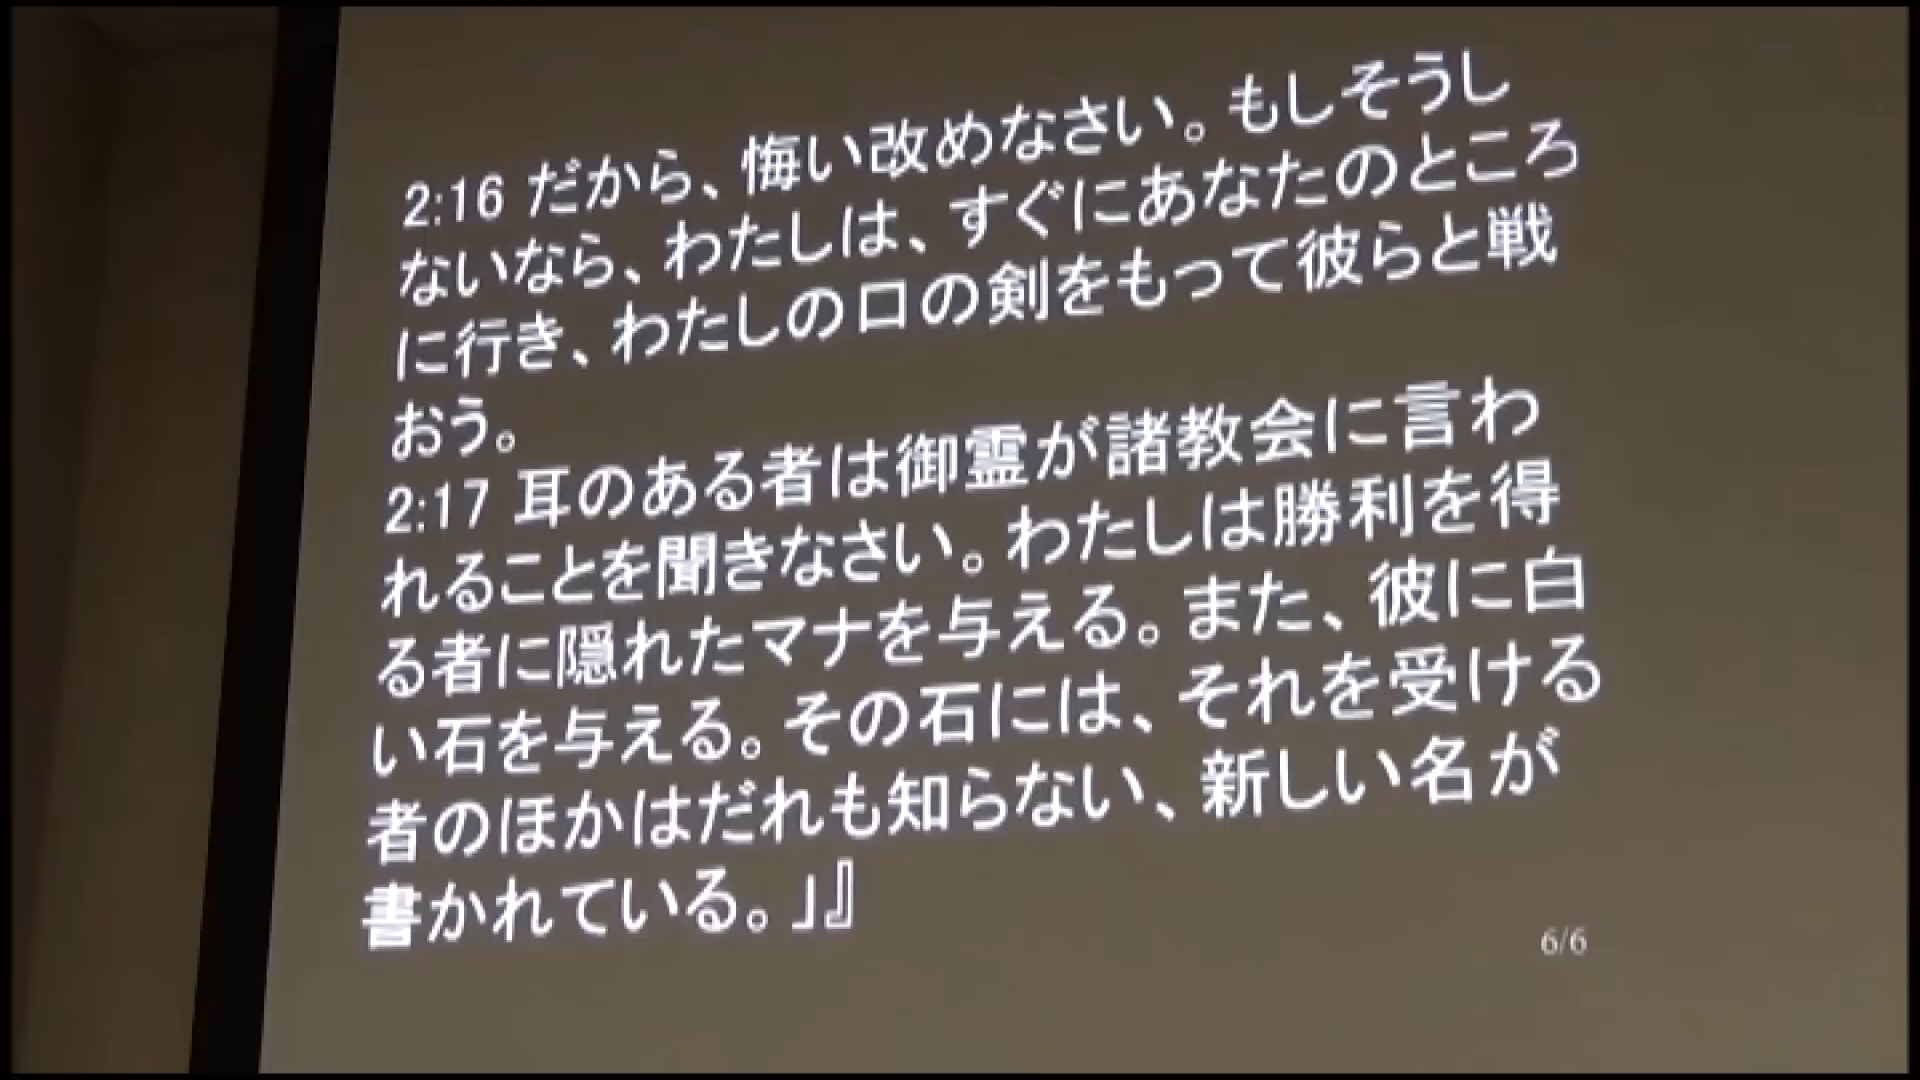 2:16 だから、悔い改めなさい。もしそうし
ないなら、わたしは、すぐにあなたのところ
に行き、わたしの口の剣をもって彼らと戦
おう。
2:17 耳のある者は御霊が諸教会に言わ
れることを聞きなさい。わたしは勝利を得
る者に隠れたマナを与える。また、彼に白
い石を与える。その石には、それを受ける
者のほかはだれも知らない、新しい名が
書かれている。」』
6/6